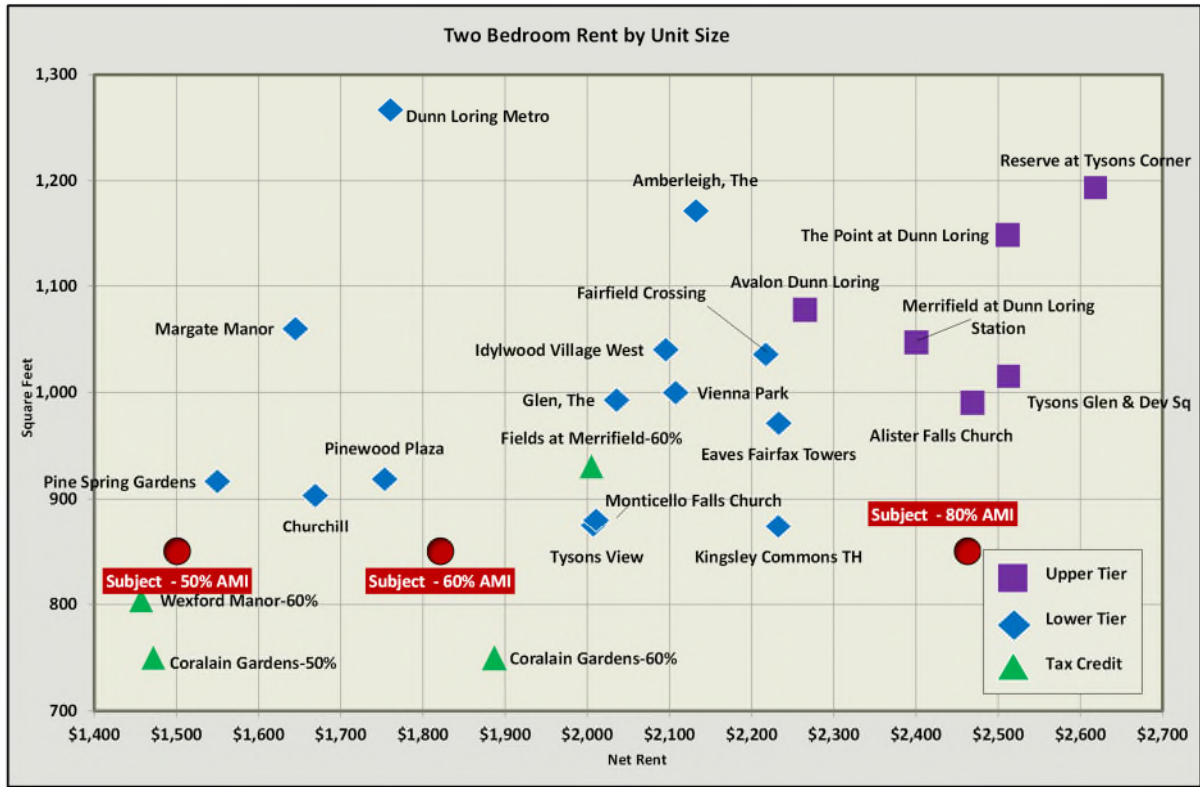 Two Bedroom Rent by Unit Size
1,300
Dunn Loring Metro
Reserve at Tysons Corner
1,200
Amberleigh, The
The Point at Dunn Loring
1,100
Avalon Dunn Loring
Fairfield Crossing
Merrifield at Dunn Loring
Station
Margate Manor
Idylwood Village West
Square Feet
1,000
Glen, The
Vienna Park
Tysons Glen & Dev Sq
Fields at Merrifield-60%
Alister Falls Church
Pinewood Plaza
Eaves Fairfax Towers
Pine Spring Gardens
900
Monticello Falls Church
Subject - 80% AMI
Churchill
Tysons View
Kingsley Commons TH
Subject - 50% AMI
Subject - 60% AMI
Upper Tier
800
Wexford Manor-60%
Lower Tier
Coralain Gardens-50%
Coralain Gardens-60%
Tax Credit
700
$1,400 $1,500 $1,600 $1,700 $1,800 $1,900 $2,000 $2,100 $2,200 $2,300 $2,400 $2,500 $2,600 $2,700
Net Rent